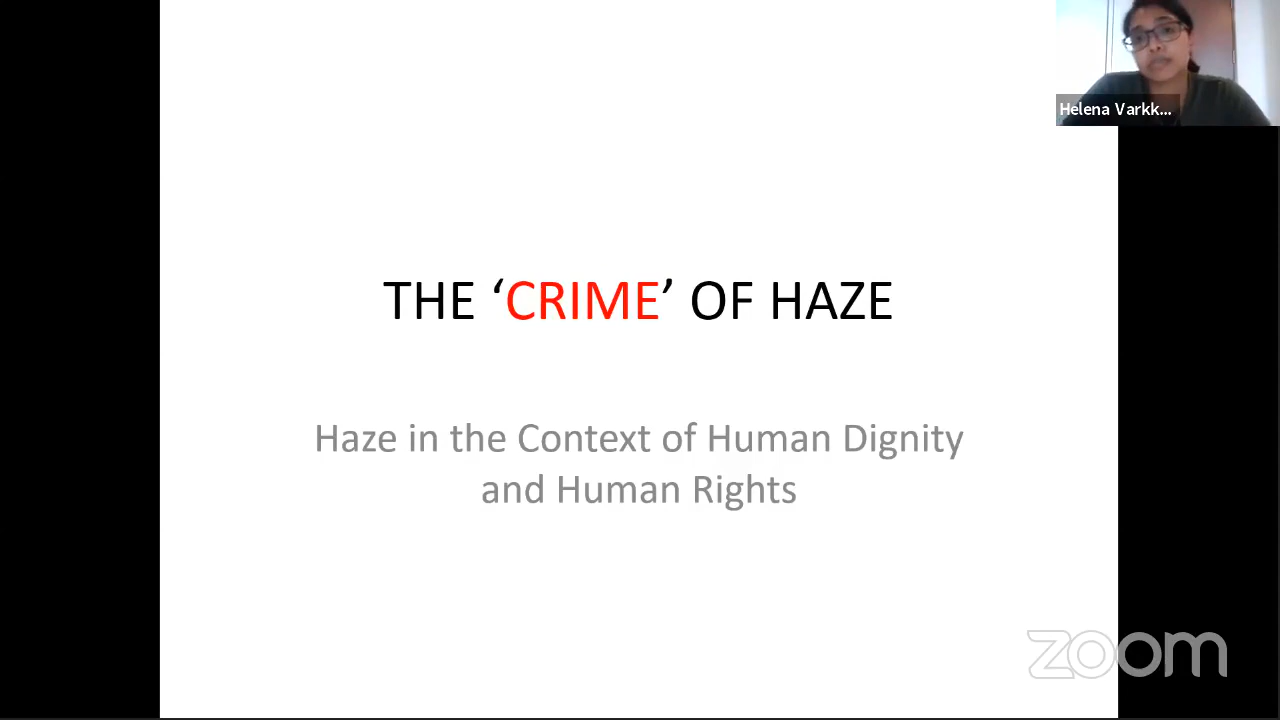 Helena Varkk...
THE ‘CRIME’ OF HAZE
Haze in the Context of Human Dignity
and Human Rights
zoom